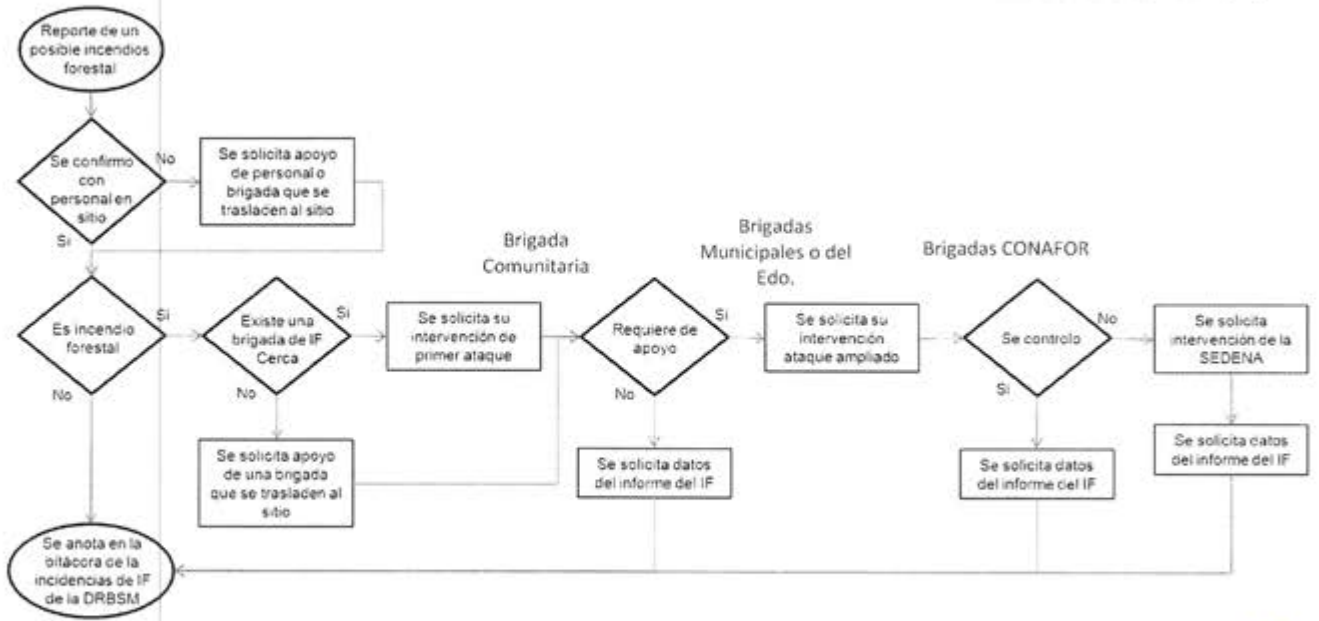 Reporte de un
posible incendios
forestal
Se confirmo
con
personal en
sitio
No
Se solicita apoyo
de personal o
brigada que se
trasladen al sitio
Si
Es incendio
forestal
Si
No
Existe una
brigada de IF
Cerca
Si
No
Se solicita apoyo
de una brigada
que se trasladen al
sitio
Brigada
Comunitaria
Se solicita su
intervención de
primer ataque
Requiere de
apoyo
Si
No
Se solicita datos
del informe del IF
Brigadas
Municipales o del
Edo.
Se solicita su
intervención
ataque ampliado
Brigadas CONAFOR
Se controlo
No
Si
Se solicita datos
del informe del IF
Se solicita
intervención de la
SEDENA
Se solicita datos
del informe del IF
Se anota en la
bitácora de la
incidencias de IF
de la DRBSM